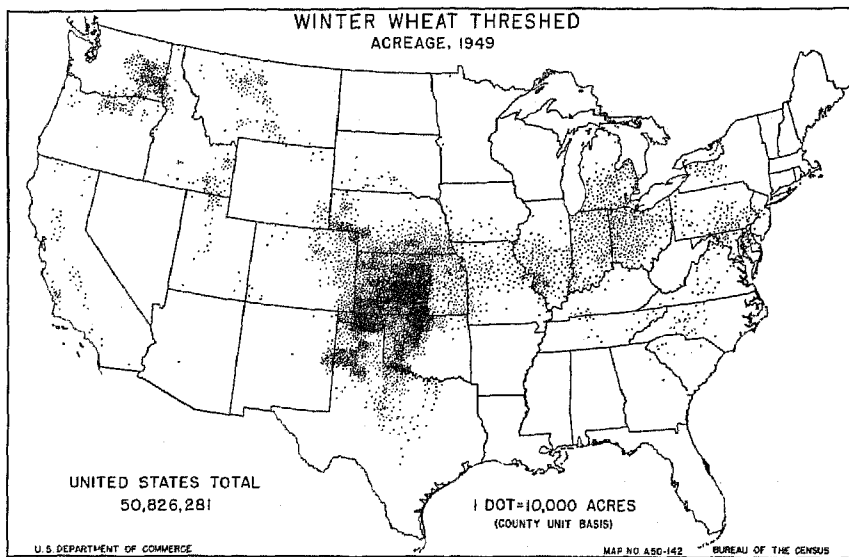 WINTER WHEAT THRESHED
ACREAGE, 1949
UNITED STATES TOTAL
50,826,281
1 DOT=10,000 ACRES
(COUNTY UNIT BASIS)
U.S. DEPARTMENT OF COMMERCE
MAP NO. A50-142
BUREAU OF THE CENSUS